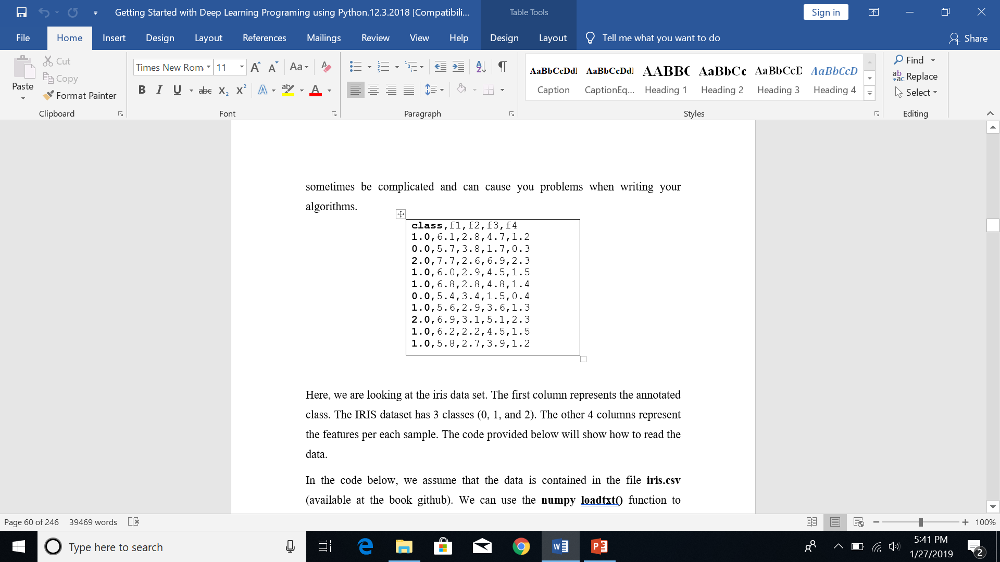 Getting Started with Deep Learning Programing using Python.12.3.2018 [Compatibili...
Table Tools
Sign in
File
Home
Insert
Design
Layout
References
Mailings
Review
View
Help
Design
Layout
Tell me what you want to do
Share
Paste
Cut
Copy
Format Painter
Clipboard
Times New Rom
11
Font
Paragraph
AaBbCcDdI
Caption
AaBbCcDdI
CaptionEq...
AABBC
Heading 1
AaBbCc
Heading 2
AaBbCcD
Heading 3
AaBbCcD
Heading 4
Styles
Find
Replace
Select
Editing
sometimes be complicated and can cause you problems when writing your
algorithms.
class,f1,f2,f3,f4
1.0,6.1,2.8,4.7,1.2
0.0,5.7,3.8,1.7,0.3
2.0,7.7,2.6,6.9,2.3
1.0,6.0,2.9,4.5,1.5
1.0,6.8,2.8,4.8,1.4
0.0,5.4,3.4,1.5,0.4
1.0,5.6,2.9,3.6,1.3
2.0,6.9,3.1,5.1,2.3
1.0,6.2,2.2,4.5,1.5
1.0,5.8,2.7,3.9,1.2
Here, we are looking at the iris data set. The first column represents the annotated
class. The IRIS dataset has 3 classes (0, 1, and 2). The other 4 columns represent
the features per each sample. The code provided below will show how to read the
data.
In the code below, we assume that the data is contained in the file iris.csv
(available at the book github). We can use the numpy loadtxt() function to
Page 60 of 246 39469 words
100%
Type here to search
5:41 PM
1/27/2019
2